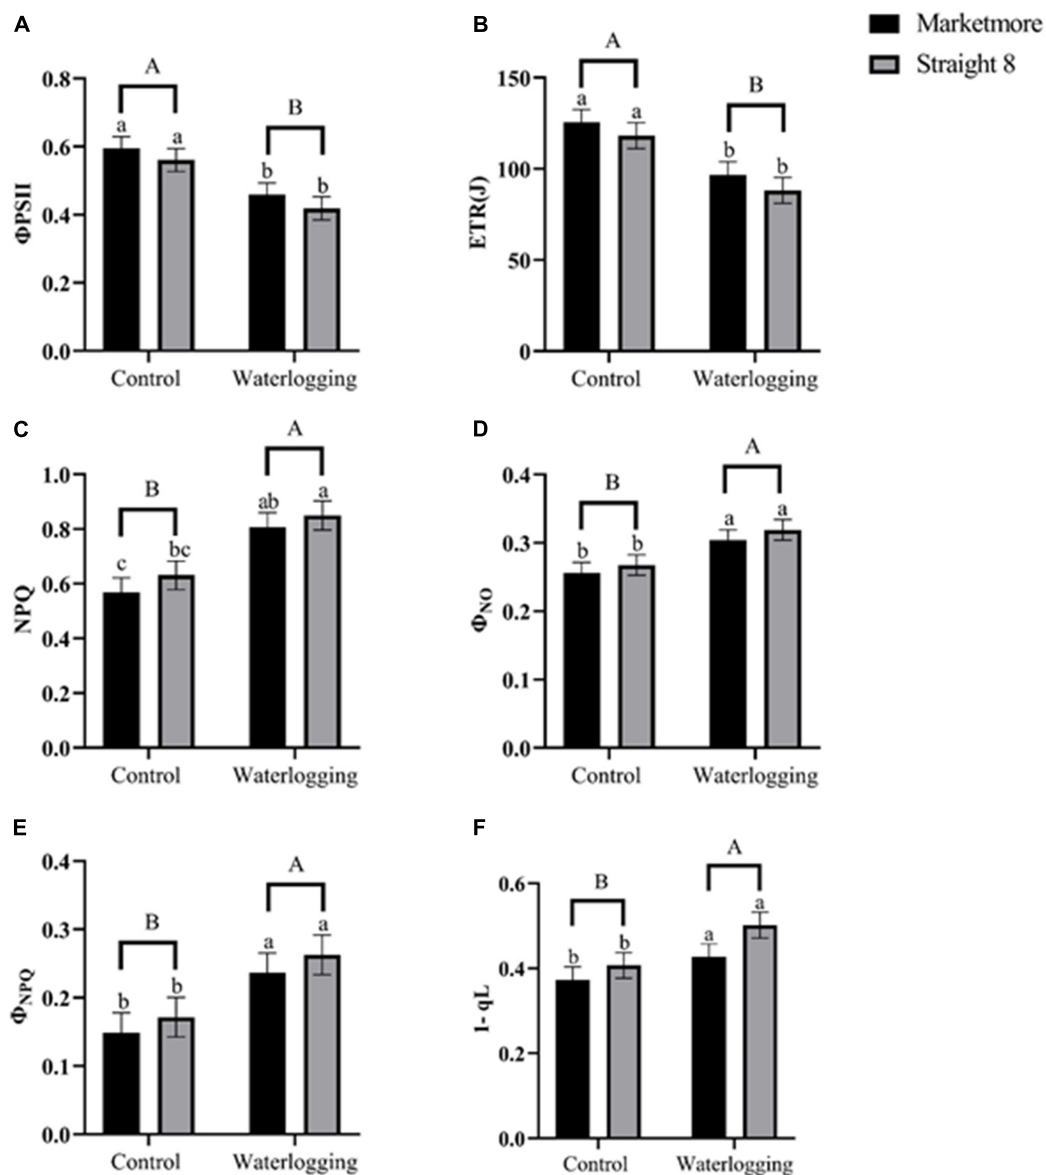 A
B
Marketmore
Straight 8
0.8
0.6
0.4
0.2
0.0
ΦPSII
A
B
a
a
b
b
Control
Waterlogging
150
100
50
0
ETR(J)
A
B
a
a
b
b
Control
Waterlogging
C
D
1.0
0.8
0.6
0.4
0.2
0.0
NPQ
B
A
c
bc
ab
a
Control
Waterlogging
0.4
0.3
0.2
0.1
0.0
ΦNO
B
A
b
b
a
a
Control
Waterlogging
E
F
0.4
0.3
0.2
0.1
0.0
ΦNPQ
B
A
b
b
a
a
Control
Waterlogging
0.6
0.4
0.2
0.0
1- qL
B
A
b
b
a
a
Control
Waterlogging